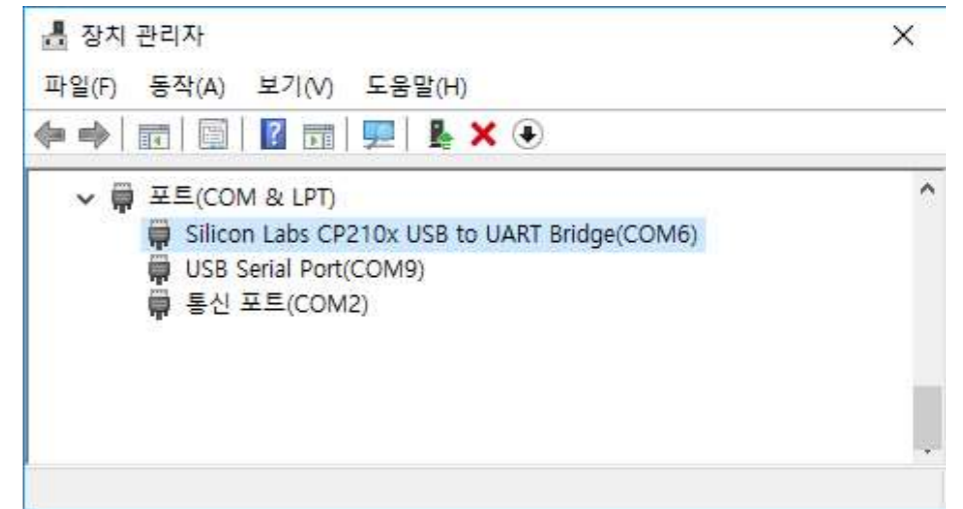 장치 관리자
파일(F) 동작(A) 보기(V) 도움말(H)
포트(COM & LPT)
Silicon Labs CP210x USB to UART Bridge(COM6)
USB Serial Port(COM9)
통신 포트(COM2)